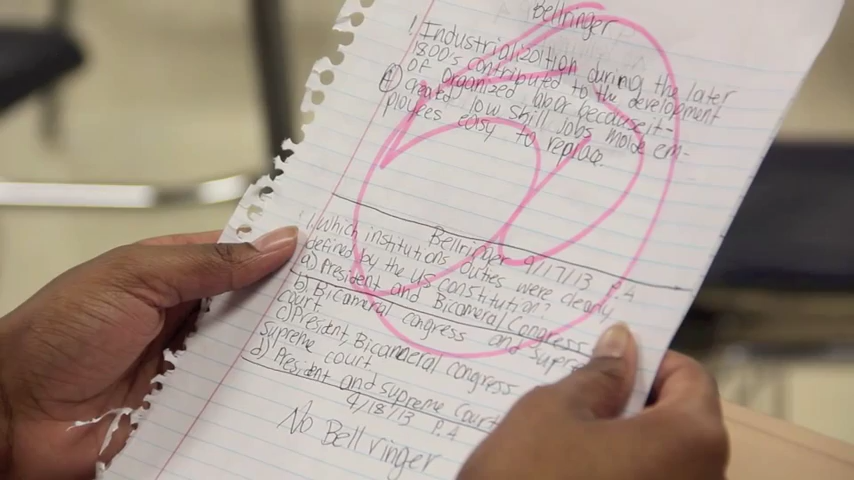 Bellringer
1. Industrialization during the later
1800's contributed to the development
of organized labor because it-
④ created low skill jobs made em-
ployees easy to replace.
Bellringer 9/17/13 P.4
1. Which institutions duties were clearly
defined by the US constitution?
a) President and Bicameral Congress
b) Bicameral congress and supre
court
c) President, Bicameral congress
supreme court
d) President and supreme court
9/18/13 P.4
No Bellringer